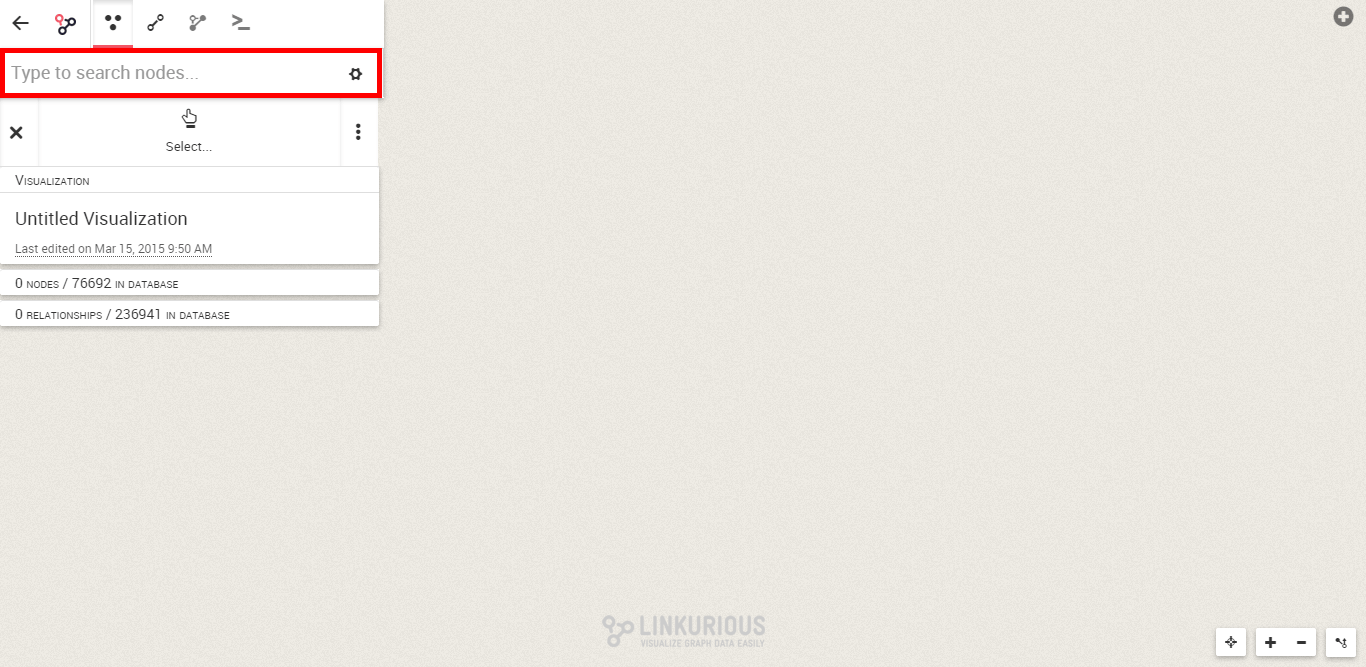 Type to search nodes...
Select...
Visualization
Untitled Visualization
Last edited on Mar 15, 2015 9:50 AM
0 nodes / 76692 in database
0 relationships / 236941 in database
LINKURIOUS
VISUALIZE GRAPH DATA EASILY